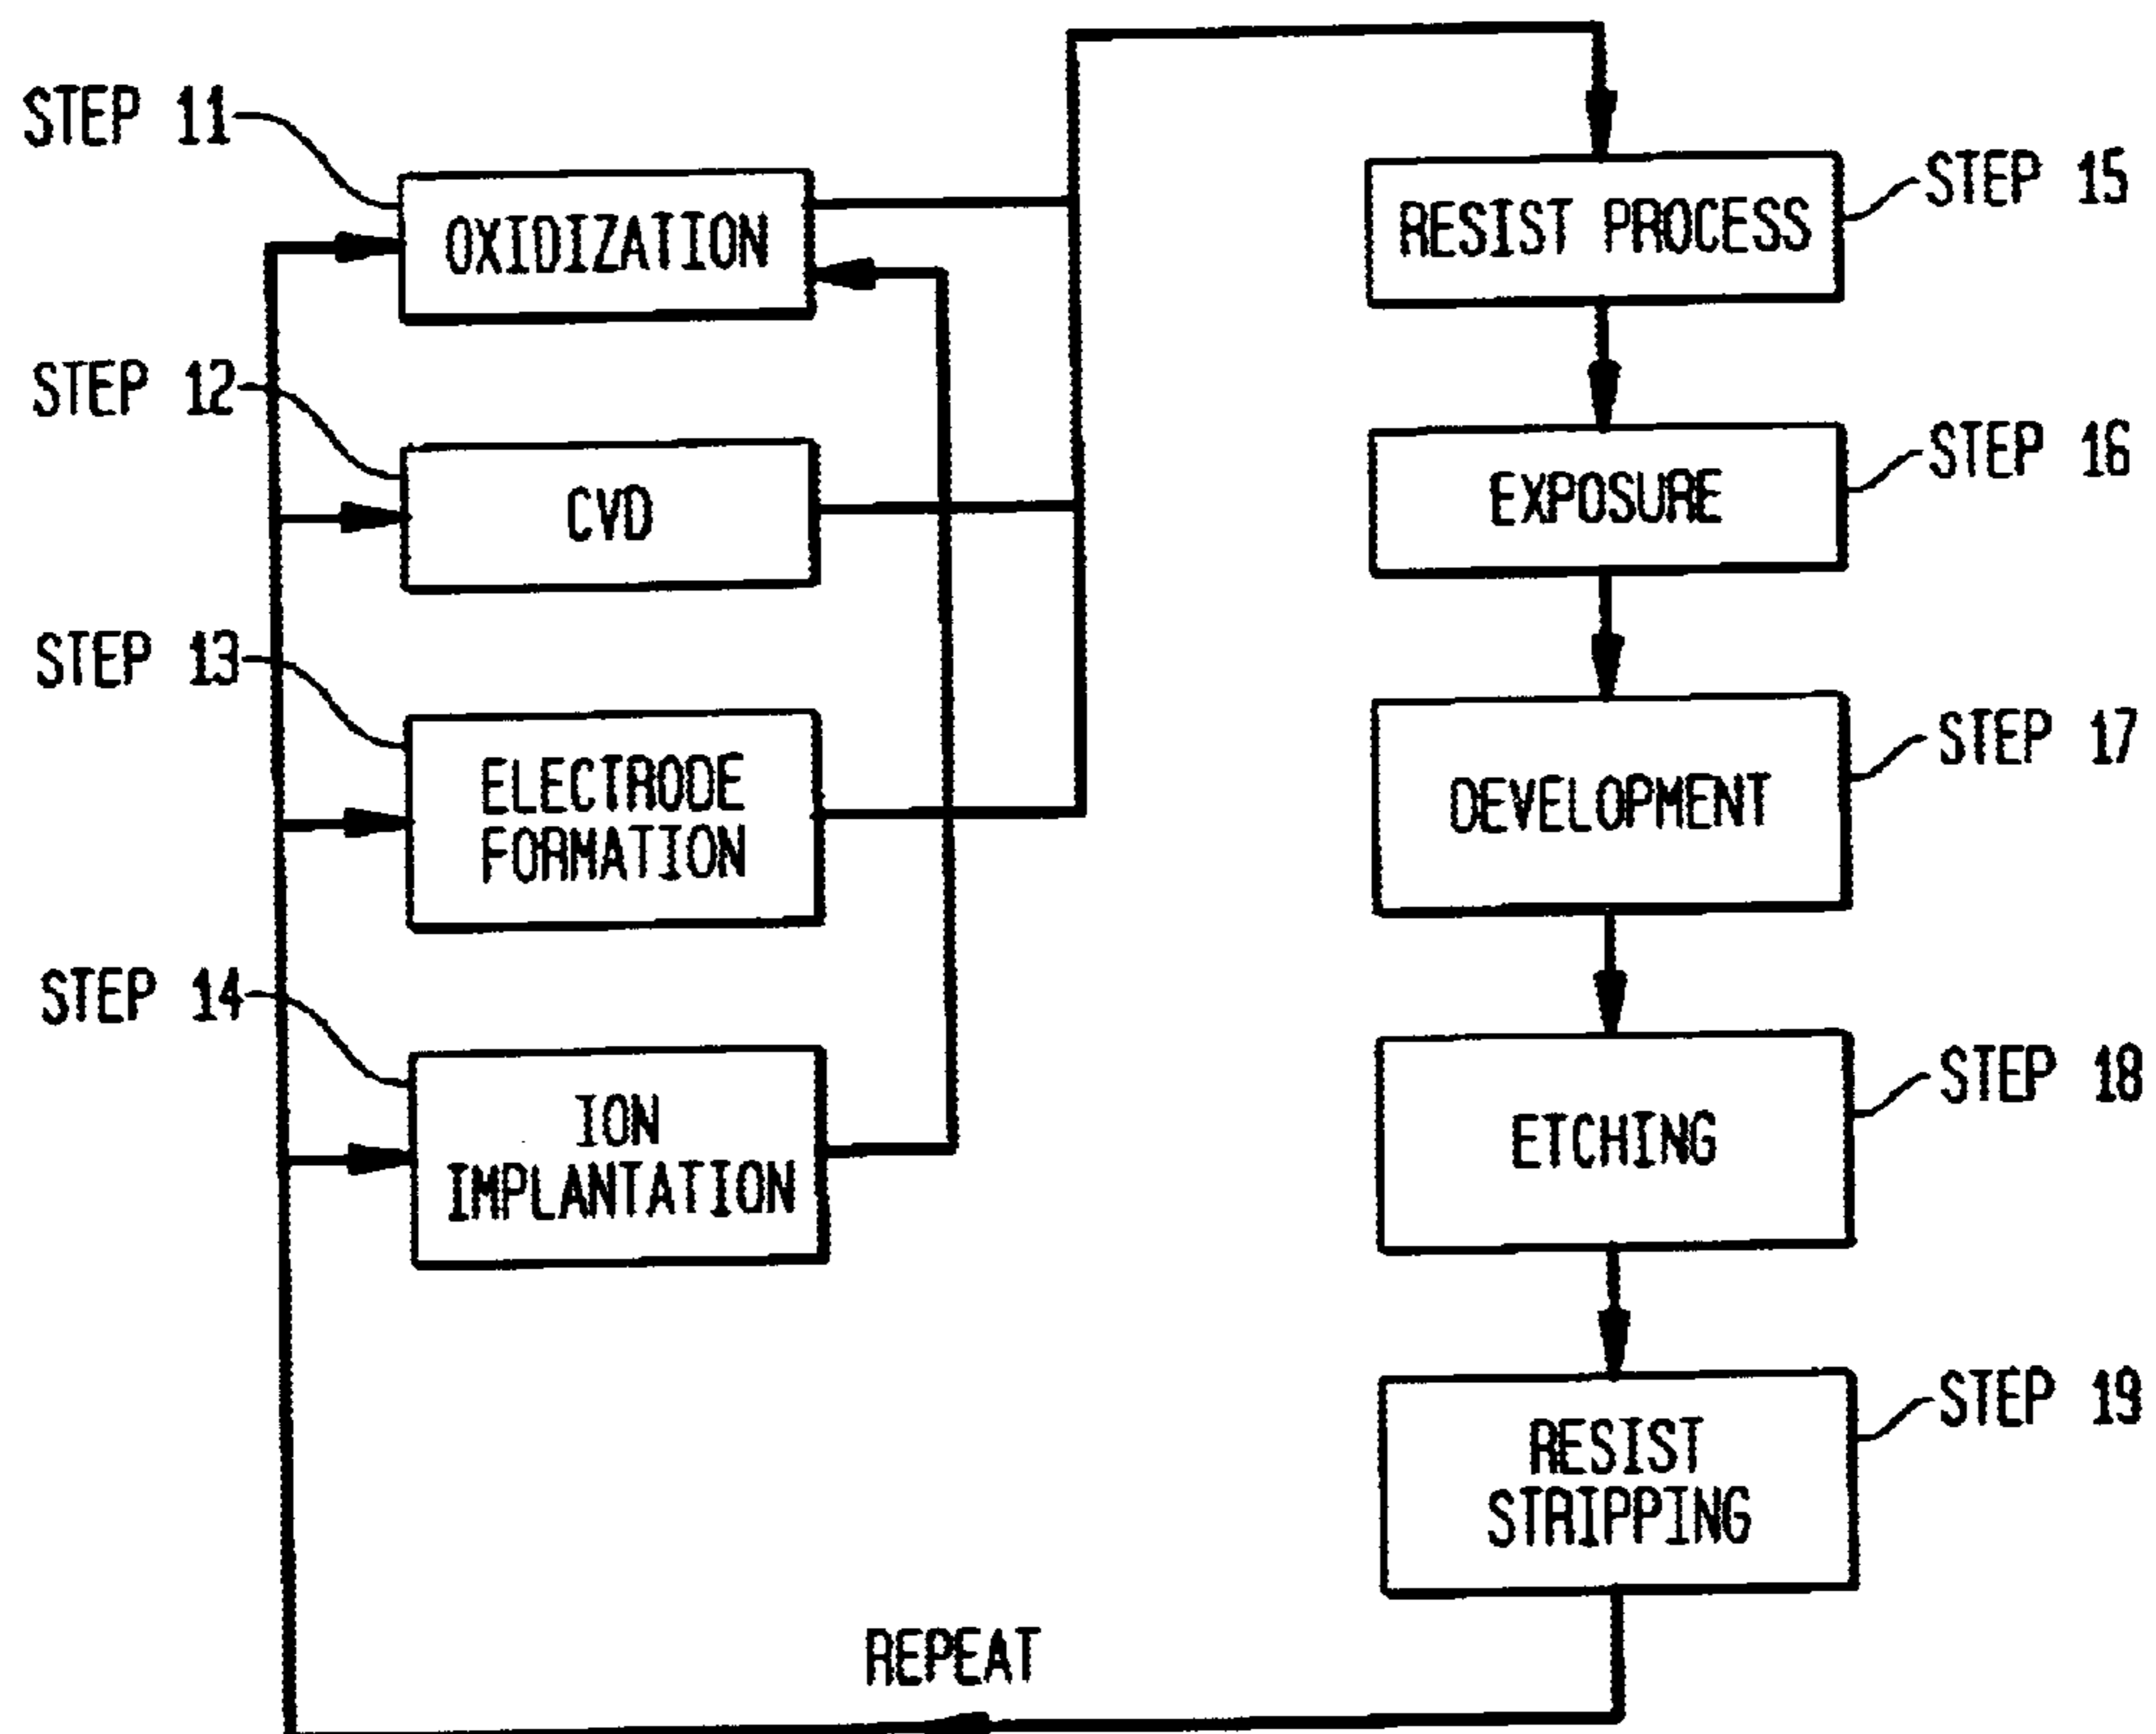 STEP 11
OXIDIZATION
STEP 12
CVD
STEP 13
ELECTRODE
FORMATION
STEP 14
ION
IMPLANTATION
RESIST PROCESS
STEP 15
EXPOSURE
STEP 16
DEVELOPMENT
STEP 17
ETCHING
STEP 18
RESIST
STRIPPING
STEP 19
REPEAT